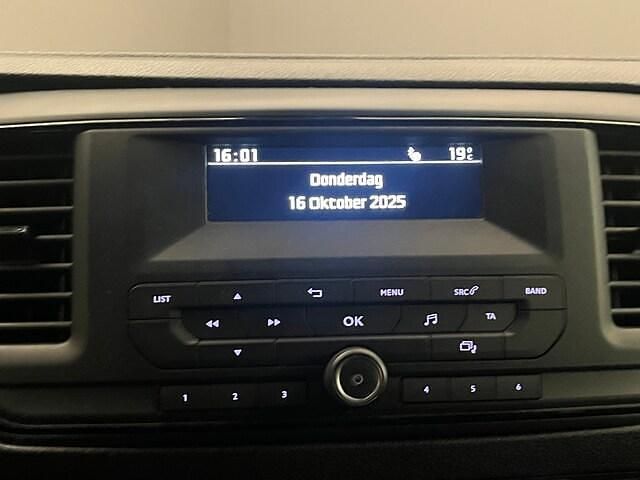 16:01 19°C
Donderdag
16 Oktober 2025
LIST MENU SRC BAND
OK TA
1 2 3 4 5 6